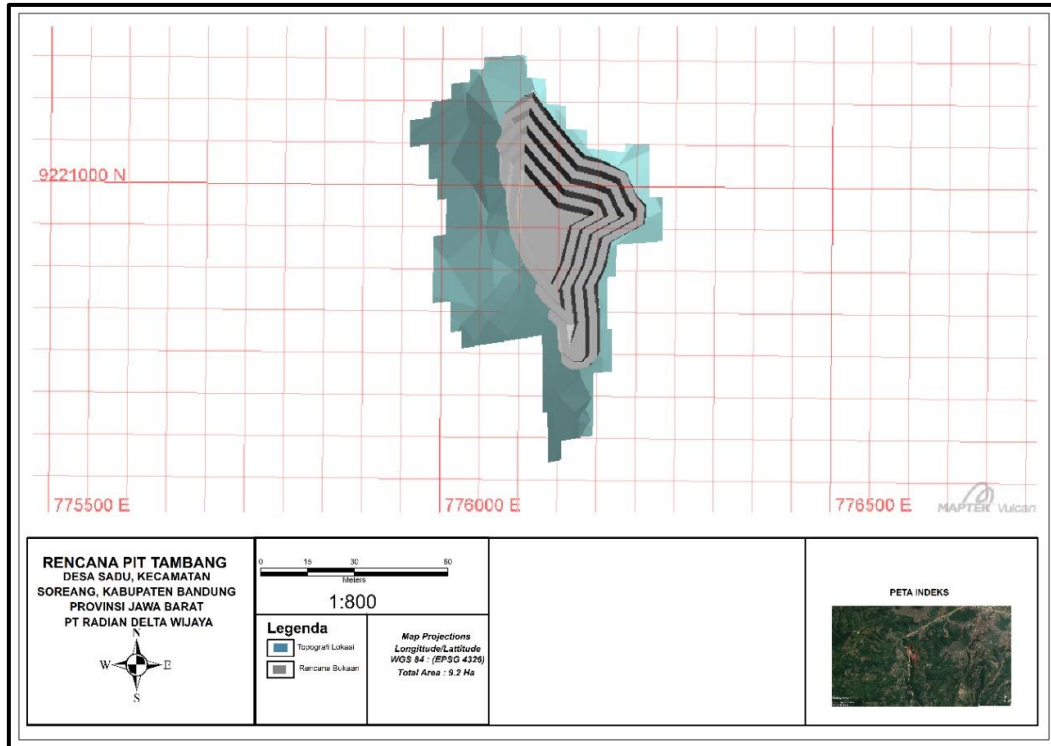 9221000 N
775500 E
776000 E
776500 E
MAPTEK Vulcan
RENCANA PIT TAMBANG
DESA SADU, KECAMATAN
SOREANG, KABUPATEN BANDUNG
PROVINSI JAWA BARAT
PT RADIAN DELTA WIJAYA
N
W E
S
0 15 30 60
Meters
1:800
Legenda
Topografi Lokasi
Rencana Bukaan
Map Projections
Longitude/Lattitude
WGS 84 : (EPSG 4326)
Total Area : 9.2 Ha
PETA INDEKS